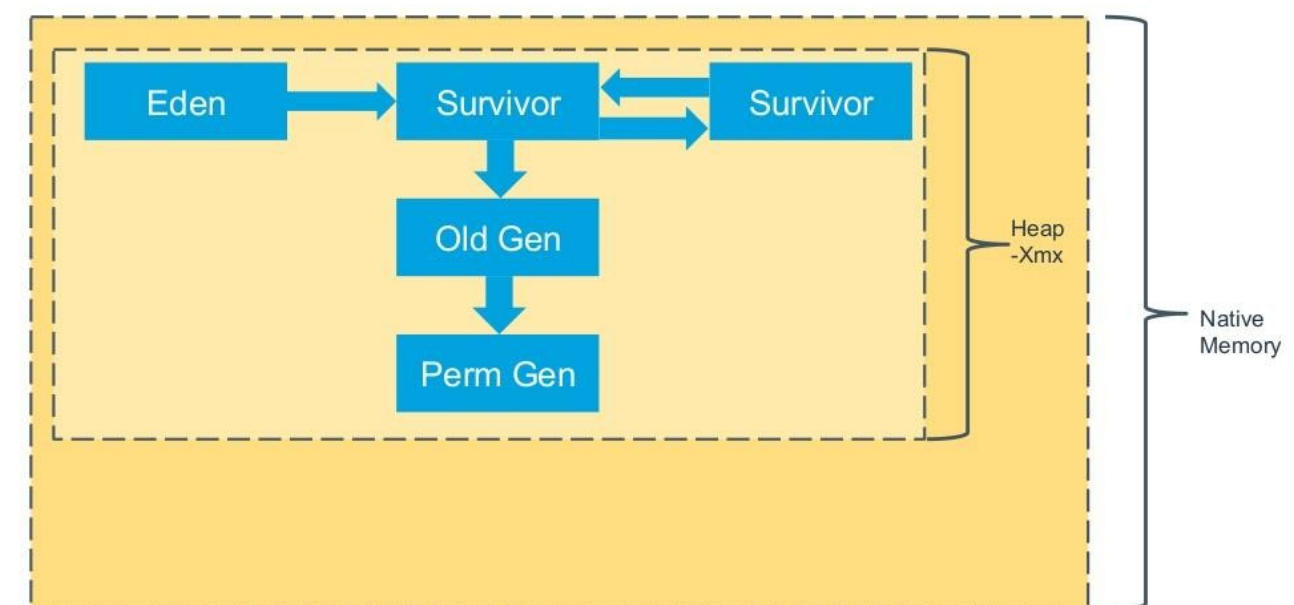 Eden
Survivor
Survivor
Old Gen
Heap
-Xmx
Native
Memory
Perm Gen